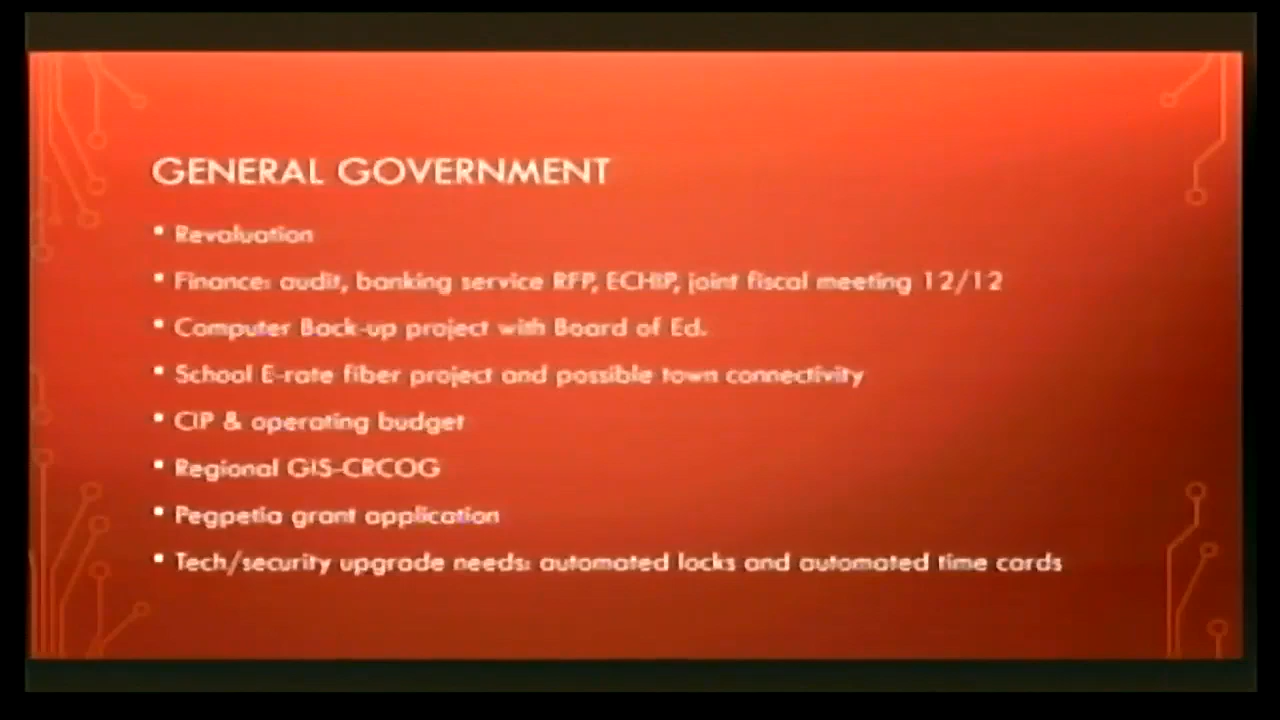 GENERAL GOVERNMENT
▪ Revaluation
▪ Finance: audit, banking service RFP, ECHIP, joint fiscal meeting 12/12
▪ Computer Back-up project with Board of Ed.
▪ School E-rate fiber project and possible town connectivity
▪ CIP & operating budget
▪ Regional GIS-CRCOG
▪ Pegpetia grant application
▪ Tech/security upgrade needs: automated locks and automated time cards